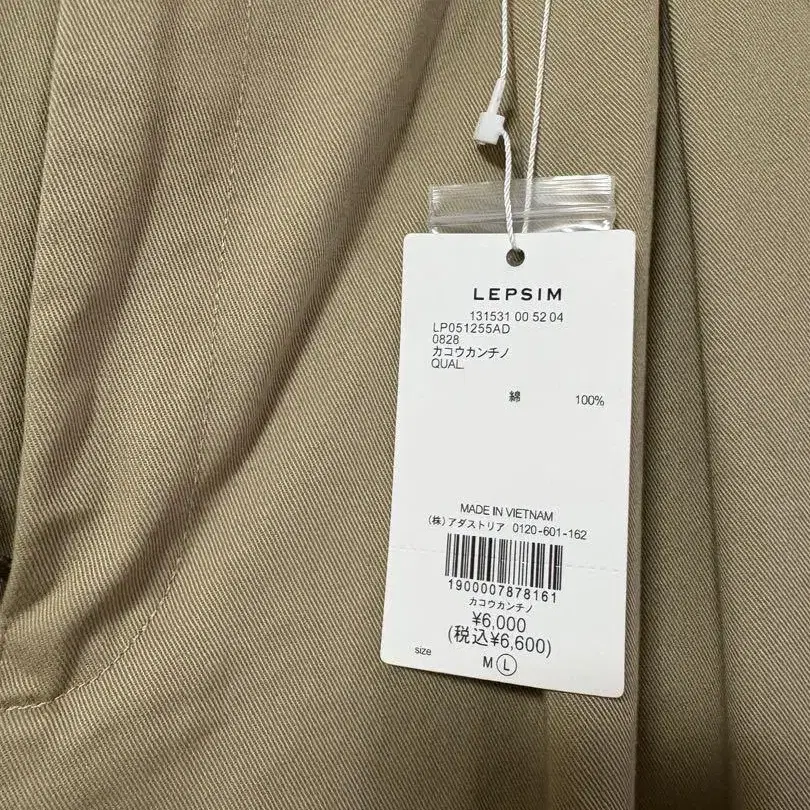 LEPSIM
131531 00 52 04
LP051255AD
0828
カコウカンチノ
QUAL.
綿 100%
MADE IN VIETNAM
(株)アダストリア 0120-601-162
1900007878161
カコウカンチノ
¥6,000
(税込¥6,600)
size M L